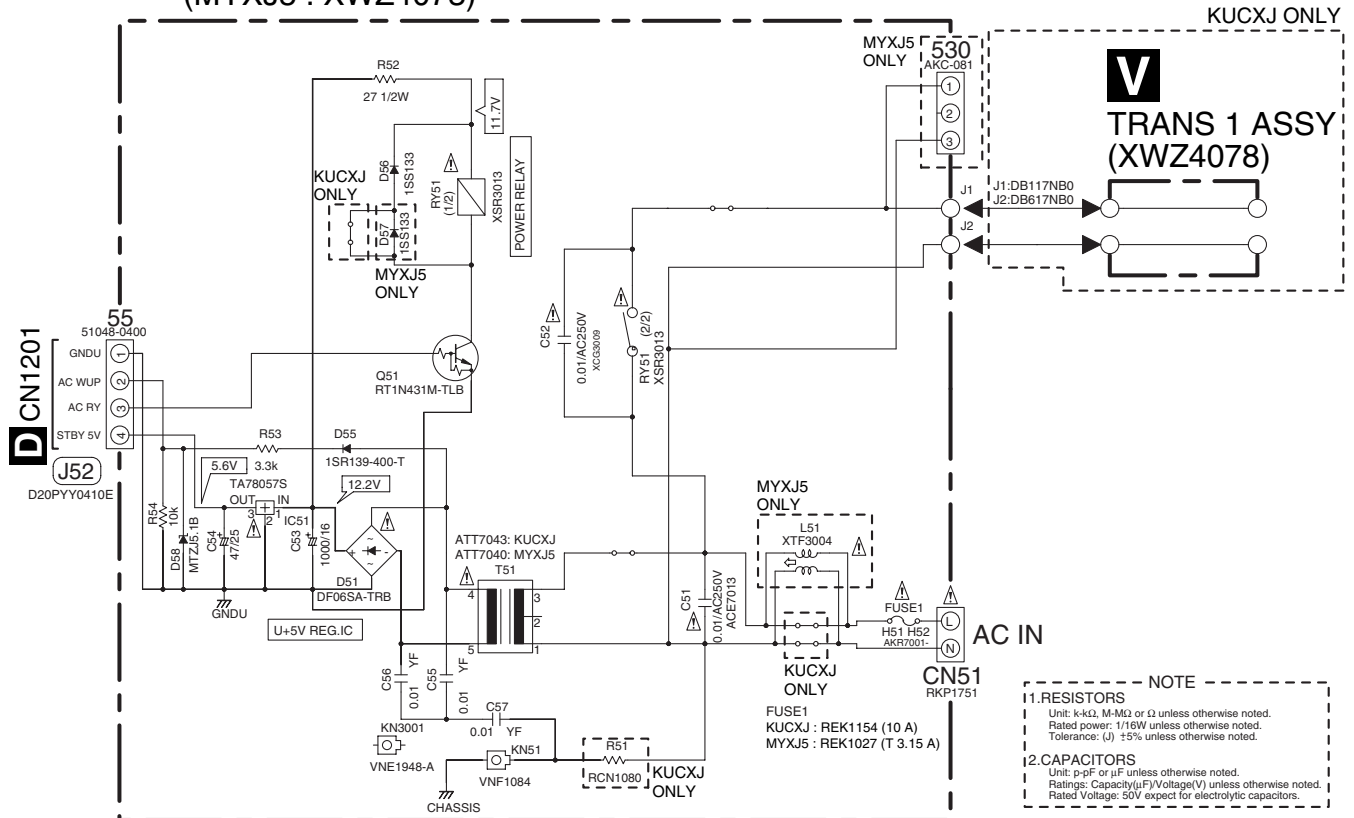 (MYXJ5 : XWZ4073)
KUCXJ ONLY
MYXJ5
ONLY
530
AKC-081
1
2
3
V
TRANS 1 ASSY
(XWZ4078)
J1
J1:DB117NB0
J2:DB617NB0
J2
R52
27 1/2W
11.7V
D56
1SS133
RY51
(1/2)
XSR3013
POWER RELAY
KUCXJ
ONLY
D57
1SS133
MYXJ5
ONLY
D CN1201
55
51048-0400
GNDU
1
AC WUP
2
AC RY
3
STBY 5V
4
J52
D20PYY0410E
Q51
RT1N431M-TLB
C52
0.01/AC250V
XCG3009
RY51 (2/2)
XSR3013
R53
3.3k
D55
1SR139-400-T
5.6V
TA78057S
12.2V
OUT
IN
3
2
1
IC51
R54
10k
D58
MTZJ5.1B
C54
47/25
C53
1000/16
D51
DF06SA-TRB
GNDU
U+5V REG.IC
ATT7043: KUCXJ
ATT7040: MYXJ5
T51
4
3
2
5
1
C51
0.01/AC250V
ACE7013
MYXJ5
ONLY
L51
XTF3004
KUCXJ
ONLY
FUSE1
H51 H52
AKR7001-
L
N
AC IN
CN51
RKP1751
FUSE1
KUCXJ : REK1154 (10 A)
MYXJ5 : REK1027 (T 3.15 A)
C56
0.01
YF
C55
0.01
YF
C57
0.01 YF
KN3001
VNE1948-A
KN51
VNF1084
CHASSIS
R51
RCN1080
KUCXJ
ONLY
NOTE
1.RESISTORS
Unit: k-kΩ, M-MΩ or Ω unless otherwise noted.
Rated power: 1/16W unless otherwise noted.
Tolerance: (J) ±5% unless otherwise noted.
2.CAPACITORS
Unit: p-pF or μF unless otherwise noted.
Ratings: Capacity(μF)/Voltage(V) unless otherwise noted.
Rated Voltage: 50V expect for electrolytic capacitors.